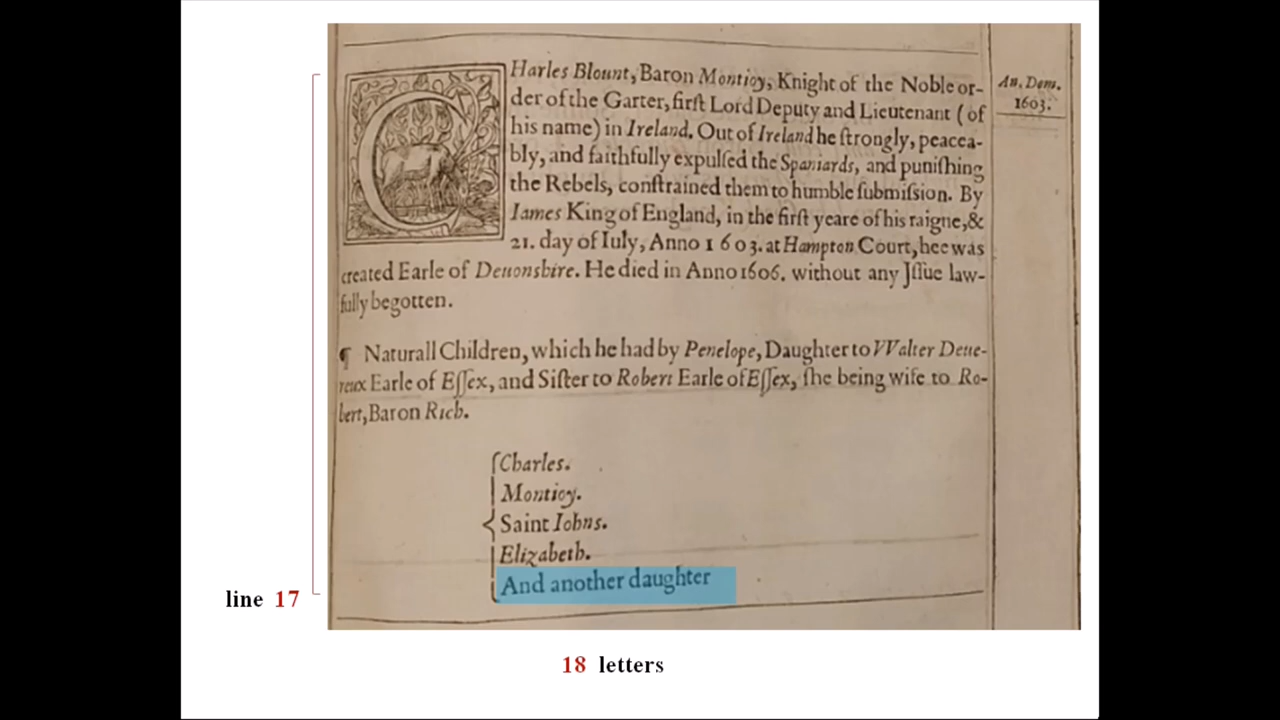 HArles Blount, Baron Montioy, Knight of the Noble or-
der of the Garter, first Lord Deputy and Lieutenant (of
his name) in Ireland. Out of Ireland he strongly, peacea-
bly, and faithfully expulsed the Spaniards, and punishing
the Rebels, constrained them to humble submission. By
Iames King of England, in the first yeare of his raigne, &
21. day of Iuly, Anno 1603. at Hampton Court, hee was
created Earle of Deuonshire. He died in Anno 1606. without any Jssue law-
fully begotten.
An. Dom.
1603.
¶ Naturall Children, which he had by Penelope, Daughter to VValter Deue-
reux Earle of Essex, and Sister to Robert Earle of Essex, she being wife to Ro-
bert, Baron Rich.
Charles.
Montioy.
Saint Iohns.
Elizabeth.
And another daughter
line 17
18 letters